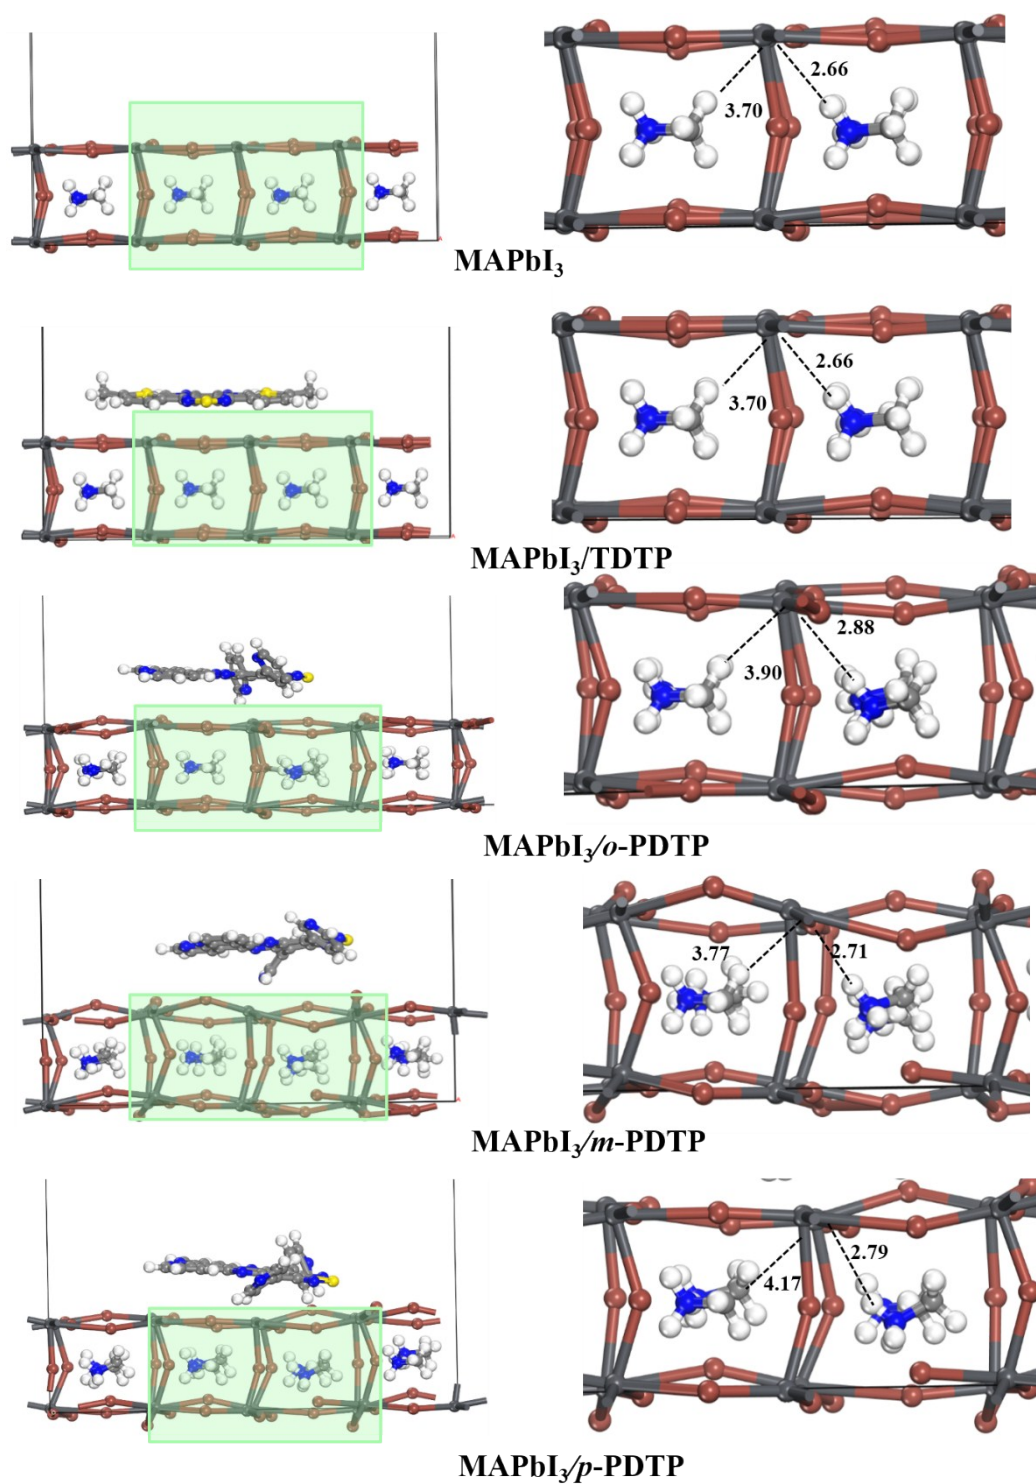 2.66
3.70
MAPbI₃
2.66
3.70
MAPbI₃/TDTP
2.88
3.90
MAPbI₃/o-PDTP
3.77
2.71
MAPbI₃/m-PDTP
2.79
4.17
MAPbI₃/p-PDTP